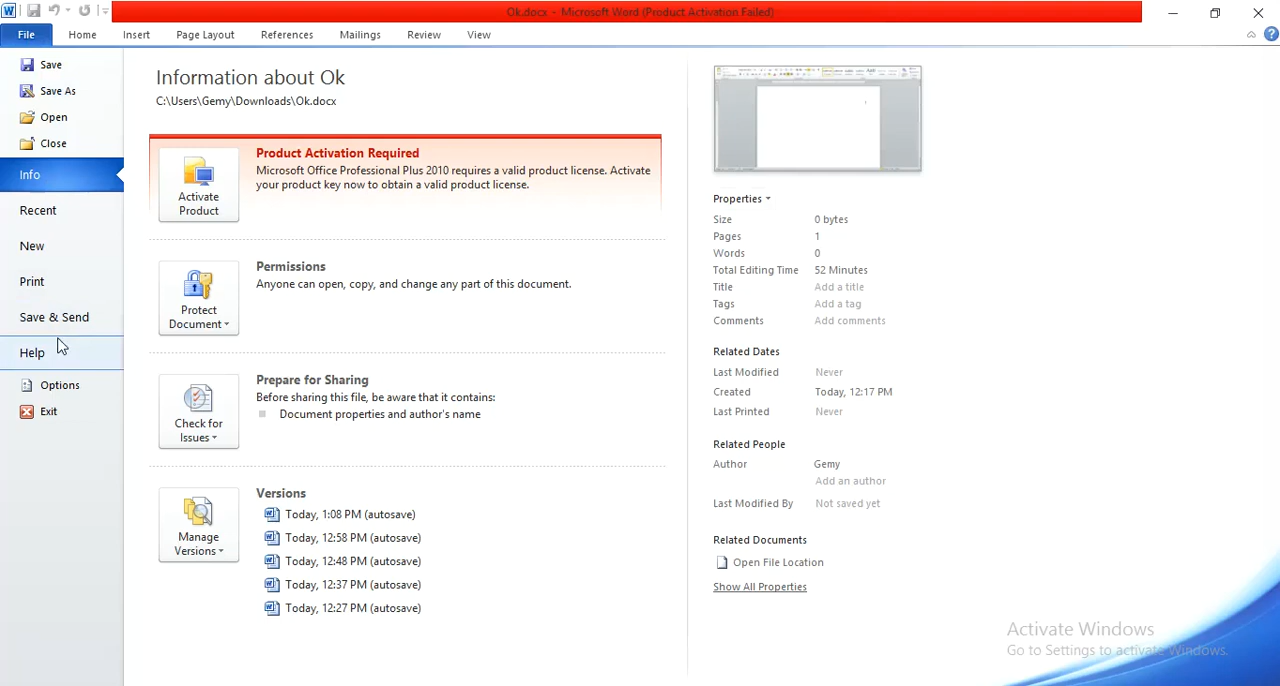 W
Ok.docx - Microsoft Word (Product Activation Failed)
File Home Insert Page Layout References Mailings Review View
?
Save
Save As
Open
Close
Info
Recent
New
Print
Save & Send
Help
Options
Exit
Information about Ok
C:\Users\Gemy\Downloads\Ok.docx
Activate
Product
Product Activation Required
Microsoft Office Professional Plus 2010 requires a valid product license. Activate
your product key now to obtain a valid product license.
Protect
Document
Permissions
Anyone can open, copy, and change any part of this document.
Check for
Issues
Prepare for Sharing
Before sharing this file, be aware that it contains:
Document properties and author's name
Manage
Versions
Versions
Today, 1:08 PM (autosave)
Today, 12:58 PM (autosave)
Today, 12:48 PM (autosave)
Today, 12:37 PM (autosave)
Today, 12:27 PM (autosave)
Properties
Size 0 bytes
Pages 1
Words 0
Total Editing Time 52 Minutes
Title Add a title
Tags Add a tag
Comments Add comments
Related Dates
Last Modified Never
Created Today, 12:17 PM
Last Printed Never
Related People
Author Gemy
Add an author
Last Modified By Not saved yet
Related Documents
Open File Location
Show All Properties
Activate Windows
Go to Settings to activate Windows.